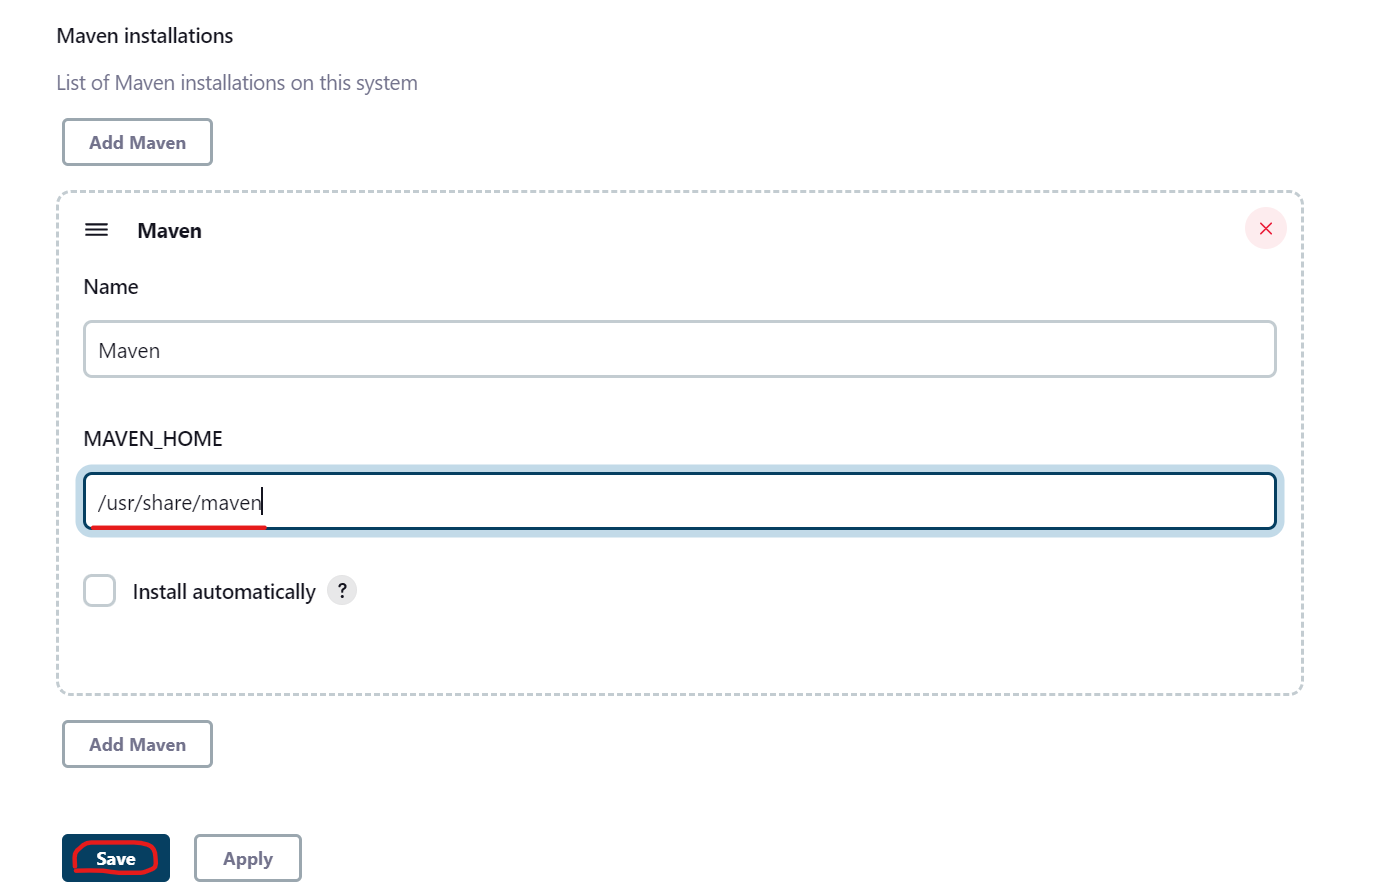 Maven installations
List of Maven installations on this system
Add Maven
Maven
Name
Maven
MAVEN_HOME
/usr/share/maven
Install automatically ?
Add Maven
Save Apply